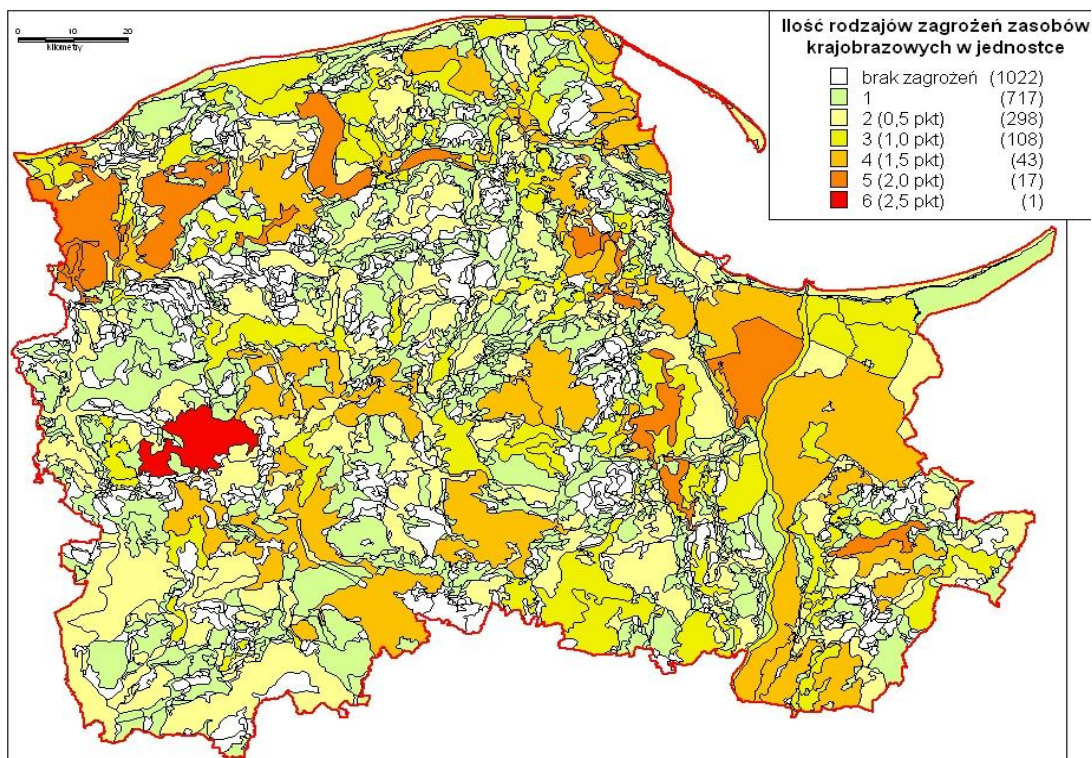 0 10 20
kilometry
Ilość rodzajów zagrożeń zasobów
krajobrazowych w jednostce
brak zagrożeń (1022)
1 (717)
2 (0,5 pkt) (298)
3 (1,0 pkt) (108)
4 (1,5 pkt) (43)
5 (2,0 pkt) (17)
6 (2,5 pkt) (1)